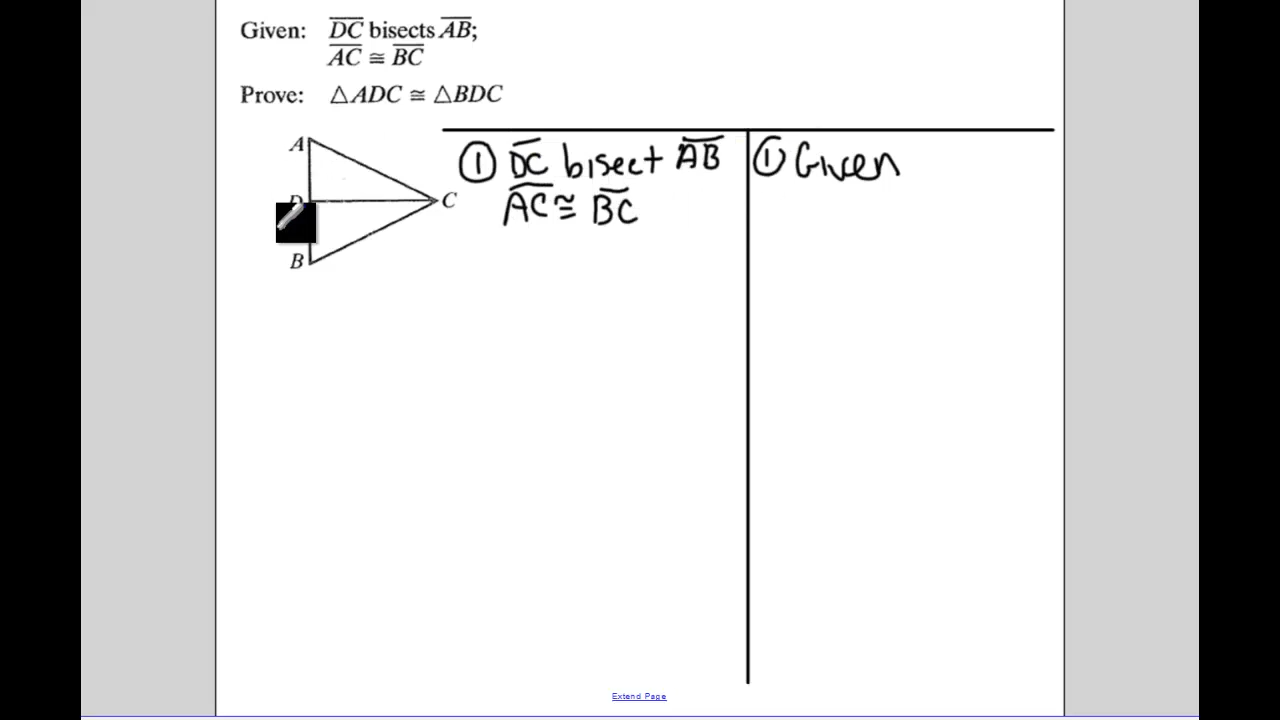 Given: DC bisects AB;
AC ≅ BC
Prove: △ADC ≅ △BDC
① DC bisect AB
① Given
AC ≅ BC
A
D
C
B
Extend Page